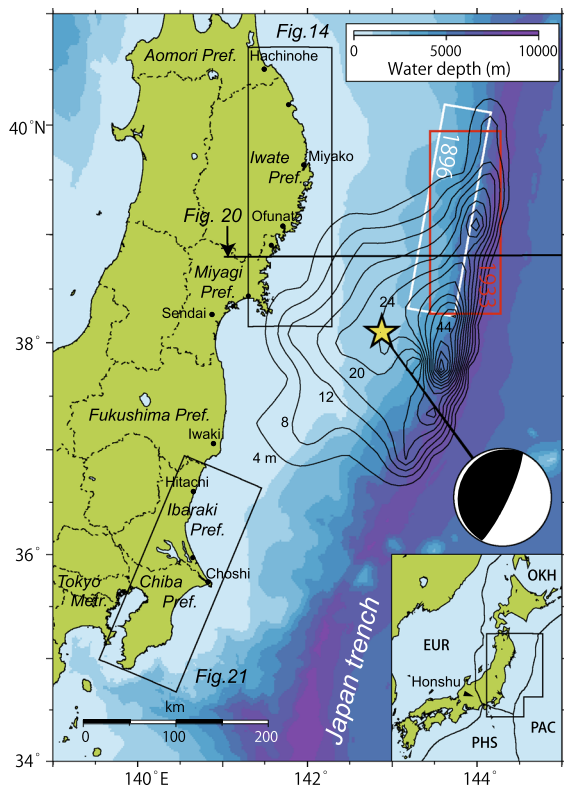 Fig.14
0
5000
10000
Water depth (m)
Aomori Pref.
Hachinohe
40°N
1896
Iwate
Pref.
Miyako
Fig. 20
Ofunato
Miyagi
Pref.
1933
24
Sendai
44
38°
20
12
Fukushima Pref.
8
Iwaki
4 m
Hitachi
Ibaraki
Pref.
36°
Choshi
Tokyo
Metr.
Chiba
Pref.
OKH
EUR
Fig.21
Honshu
Japan trench
km
0
100
200
PAC
PHS
34°
140°E
142°
144°